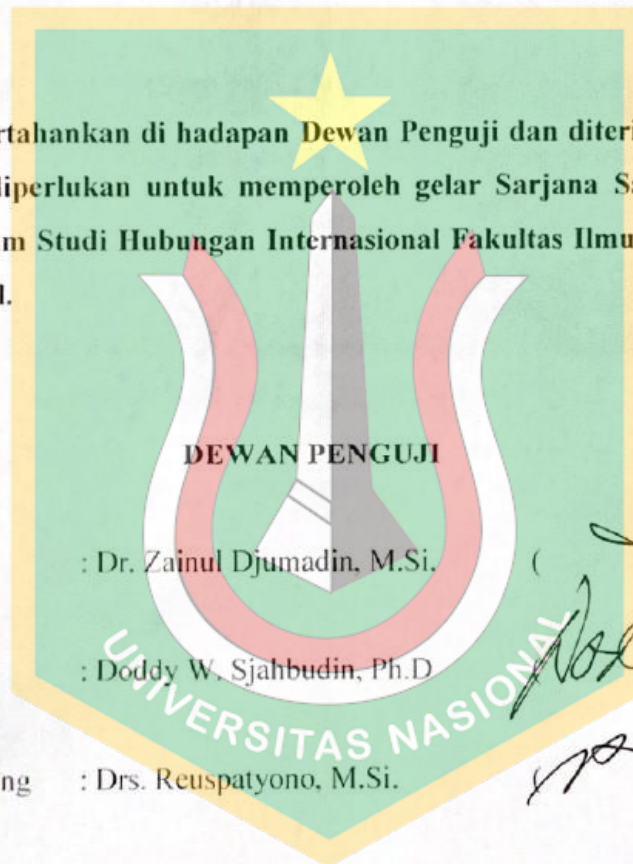 rtahankan di hadapan Dewan Penguji dan diteri
diperlukan untuk memperoleh gelar Sarjana Sa
m Studi Hubungan Internasional Fakultas Ilmu
l.
DEWAN PENGUJI
: Dr. Zainul Djumadin, M.Si. (
: Doddy W. Sjahbudin, Ph.D
ng : Drs. Reuspatyono, M.Si.
UNIVERSITAS NASIONAL